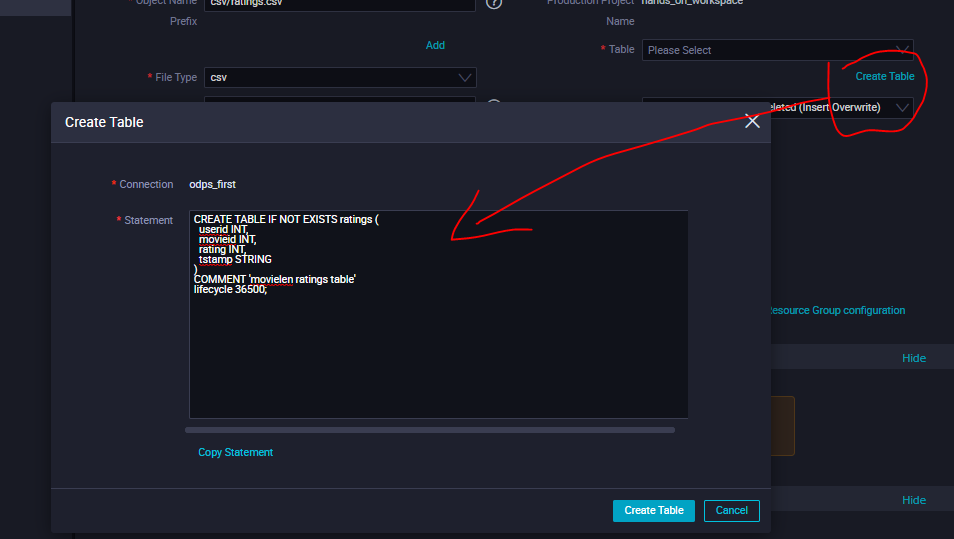 * Object Name
csv/ratings.csv
Prefix
Add
* File Type
csv
Production Project
hands_on_workspace
Name
* Table
Please Select
Create Table
eleted (Insert Overwrite)
Create Table
* Connection
odps_first
* Statement
CREATE TABLE IF NOT EXISTS ratings (
userid INT,
movieid INT,
rating INT,
tstamp STRING
)
COMMENT 'movielen ratings table'
lifecycle 36500;
Copy Statement
Create Table
Cancel
Resource Group configuration
Hide
Hide